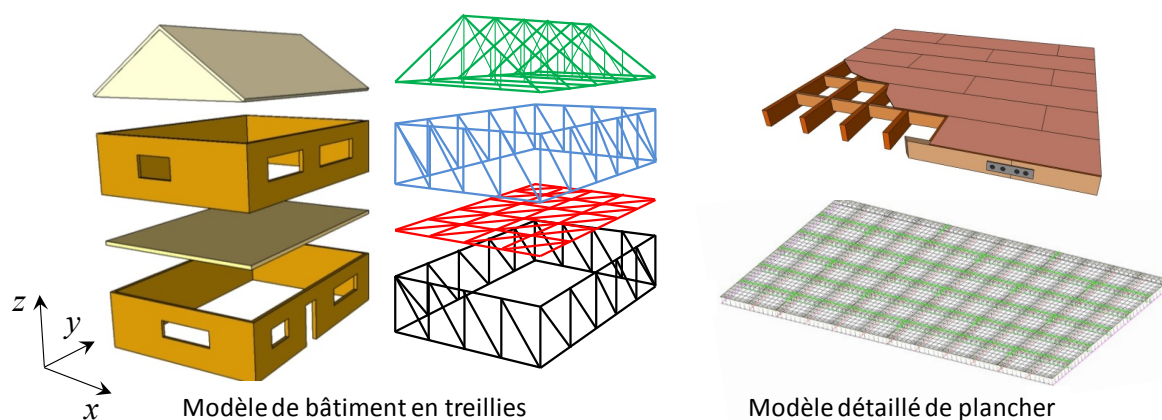 z
y
x
Modèle de bâtiment en treillies
Modèle détaillé de plancher